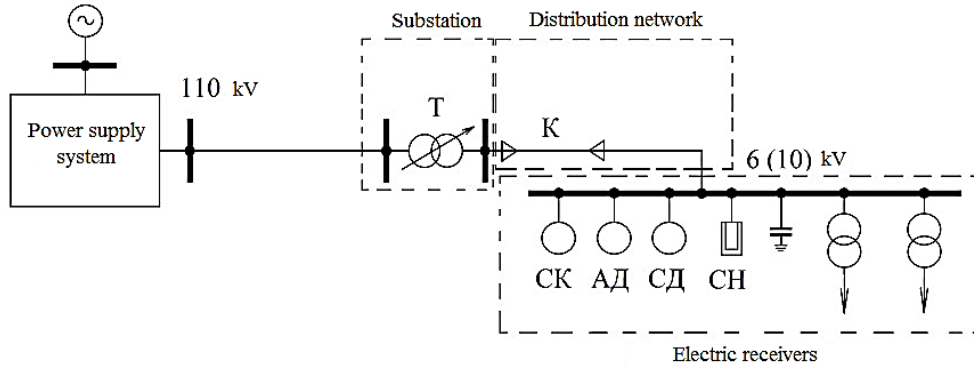 Substation
Distribution network
110 kV
Power supply
system
Т
К
6 (10) kV
СК АД СД СН
Electric receivers